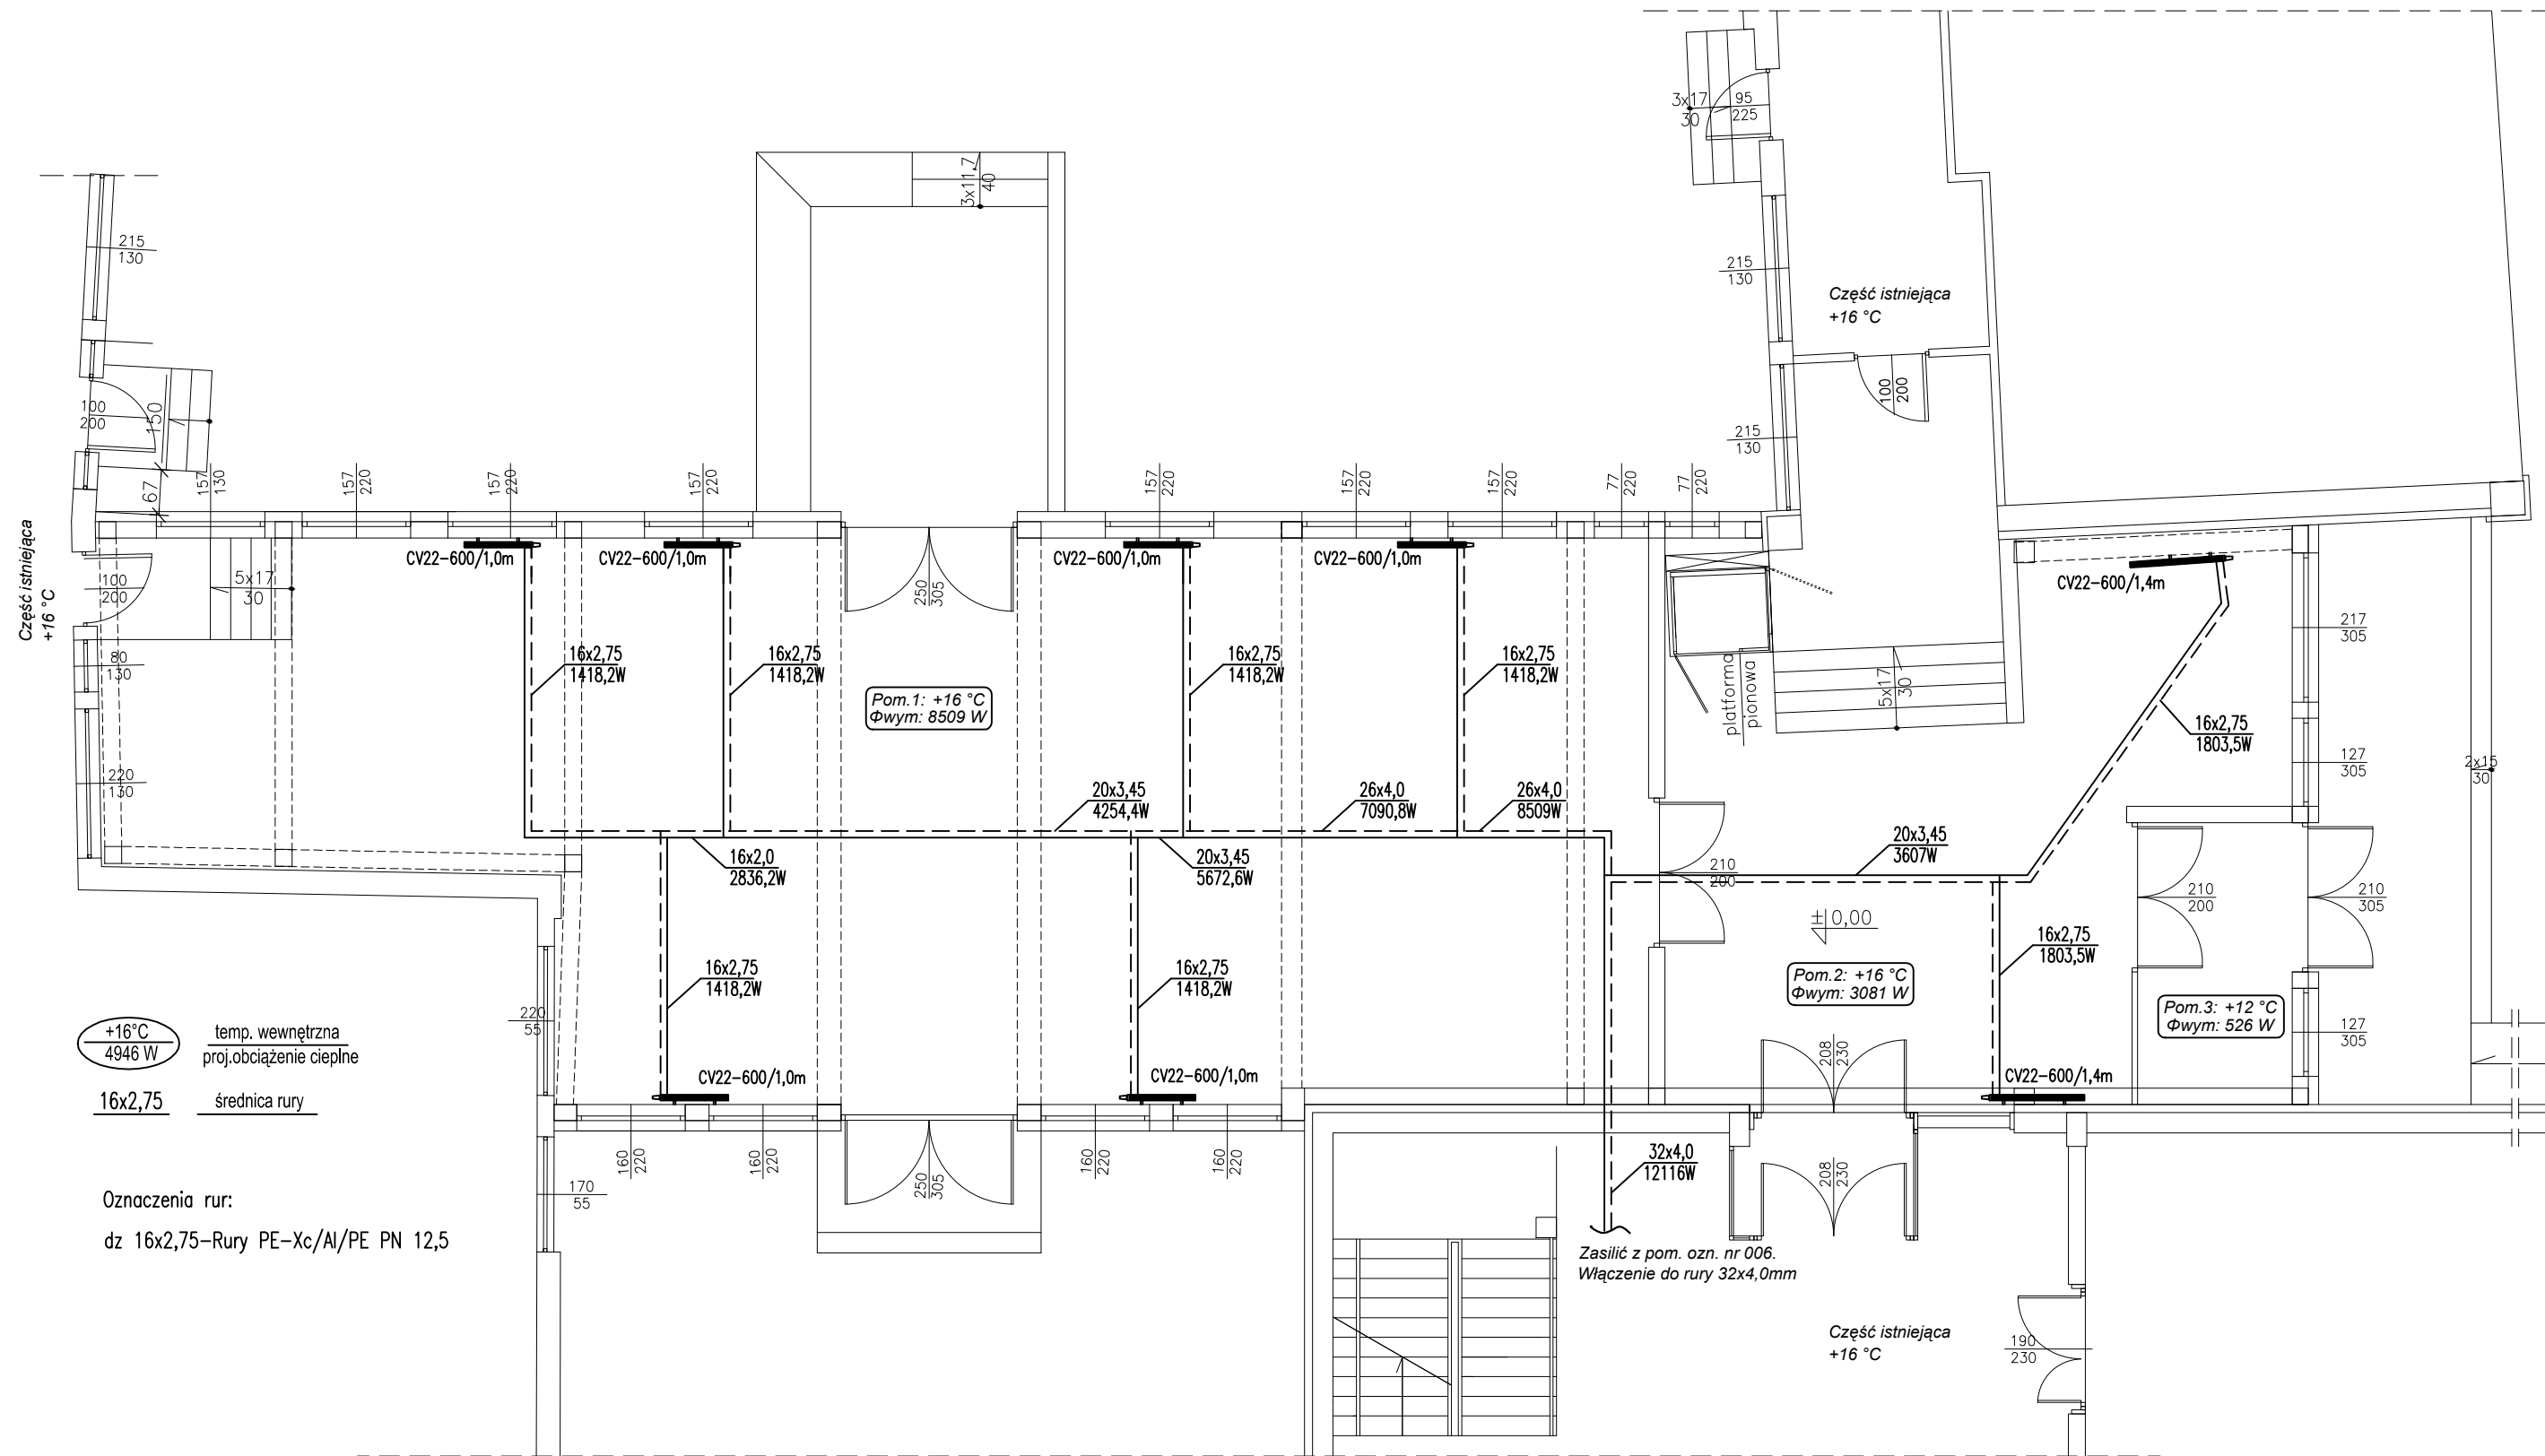 3x17
30
95
225
3x11,7
40
215
130
215
130
Część istniejąca
+16 °C
100
200
150
67
100
200
215
130
157
130
157
220
157
220
157
220
157
220
157
220
157
220
77
220
77
220
Część istniejąca
+16 °C
CV22-600/1,0m
CV22-600/1,0m
CV22-600/1,0m
CV22-600/1,0m
CV22-600/1,4m
100
200
5x17
30
250
305
217
305
80
130
16x2,75
1418,2W
16x2,75
1418,2W
16x2,75
1418,2W
16x2,75
1418,2W
platforma
pionowa
5x17
30
Pom.1: +16 °C
Φwym: 8509 W
16x2,75
1803,5W
220
130
127
305
2x15
30
20x3,45
4254,4W
26x4,0
7090,8W
26x4,0
8509W
16x2,0
2836,2W
20x3,45
5672,6W
210
200
20x3,45
3607W
210
200
210
305
±0,00
16x2,75
1418,2W
16x2,75
1418,2W
16x2,75
1803,5W
Pom.2: +16 °C
Φwym: 3081 W
Pom.3: +12 °C
Φwym: 526 W
+16°C
4946 W
temp. wewnętrzna
proj.obciążenie cieplne
220
55
127
305
208
230
16x2,75
średnica rury
CV22-600/1,0m
CV22-600/1,0m
CV22-600/1,4m
160
220
160
220
160
220
160
220
250
305
32x4,0
12116W
208
230
170
55
Oznaczenia rur:
dz 16x2,75-Rury PE-Xc/Al/PE PN 12,5
Zasilić z pom. ozn. nr 006.
Włączenie do rury 32x4,0mm
Część istniejąca
+16 °C
190
230